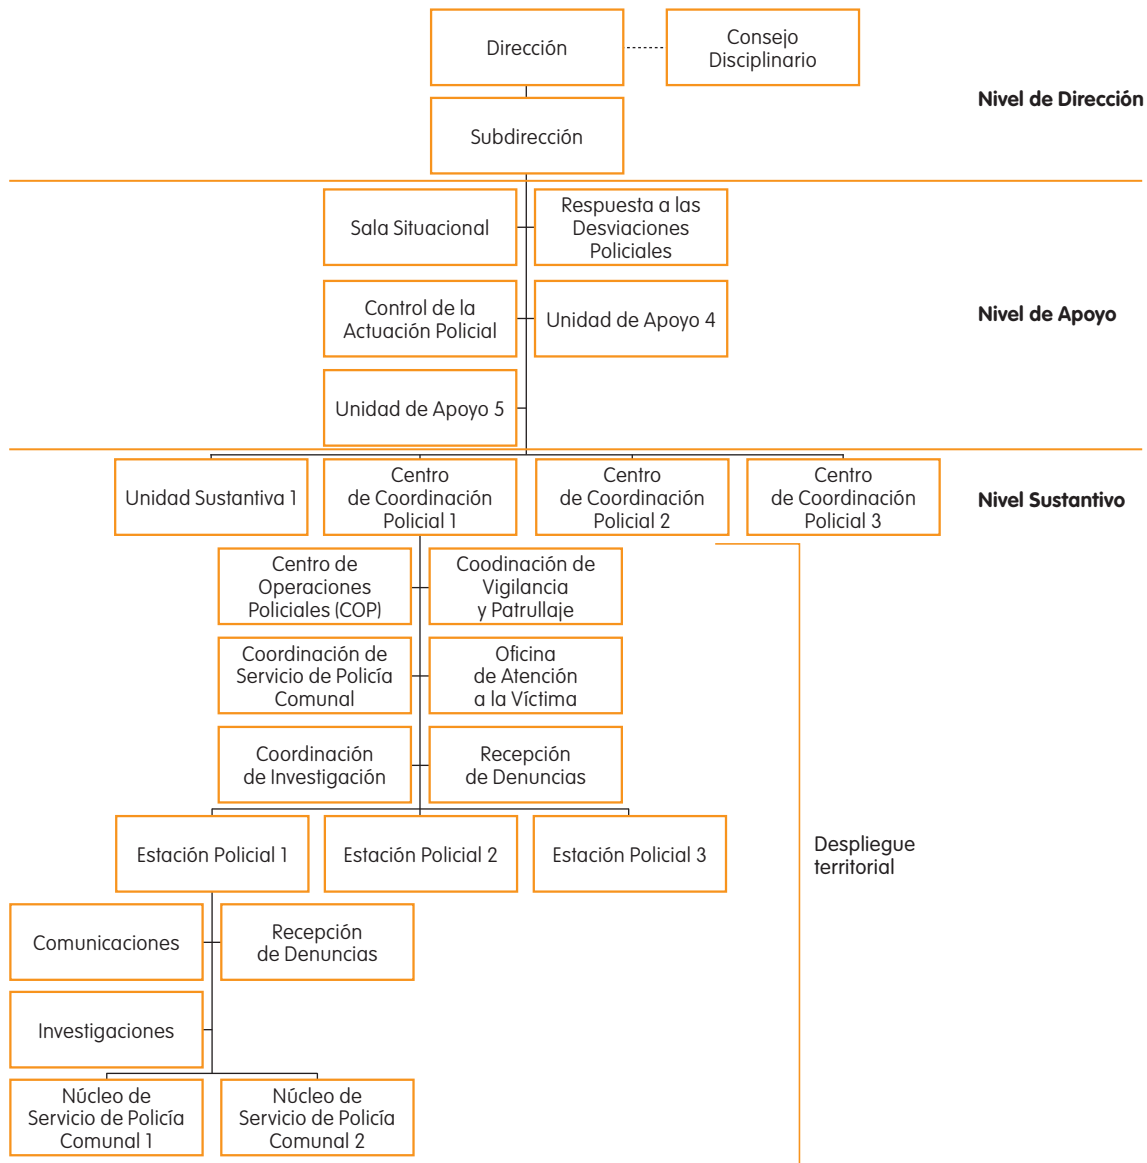 Dirección
Consejo
Disciplinario
Nivel de Dirección
Subdirección
Sala Situacional
Respuesta a las
Desviaciones
Policiales
Control de la
Actuación Policial
Unidad de Apoyo 4
Nivel de Apoyo
Unidad de Apoyo 5
Unidad Sustantiva 1
Centro
de Coordinación
Policial 1
Centro
de Coordinación
Policial 2
Centro
de Coordinación
Policial 3
Nivel Sustantivo
Centro de
Operaciones
Policiales (COP)
Coodinación de
Vigilancia
y Patrullaje
Coordinación de
Servicio de Policía
Comunal
Oficina
de Atención
a la Víctima
Coordinación
de Investigación
Recepción
de Denuncias
Estación Policial 1
Estación Policial 2
Estación Policial 3
Despliegue
territorial
Comunicaciones
Recepción
de Denuncias
Investigaciones
Núcleo de
Servicio de Policía
Comunal 1
Núcleo de
Servicio de Policía
Comunal 2